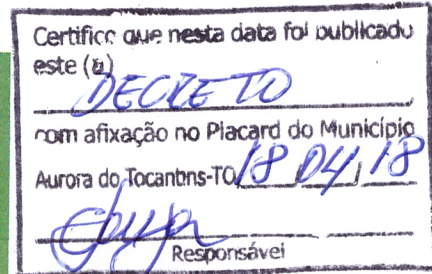 Certifico que nesta data foi publicado
este (a)
DECRETO
com afixação no Placard do Município
Aurora do Tocantins-TO 18/04/18
Responsável